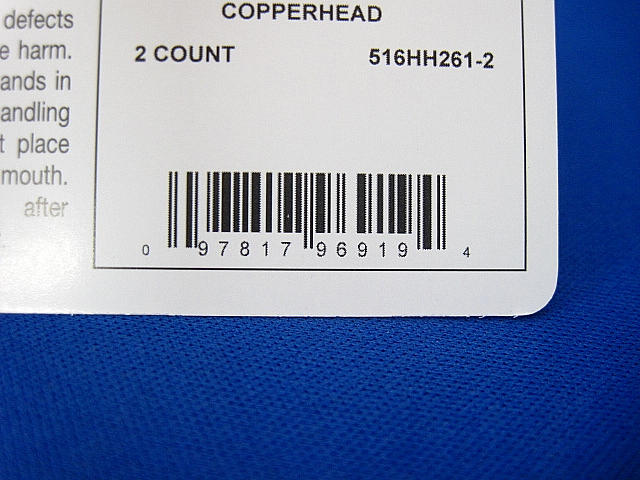 defects
e harm.
ands in
andling
t place
mouth.
after
COPPERHEAD
2 COUNT 516HH261-2
0 97817 96919 4